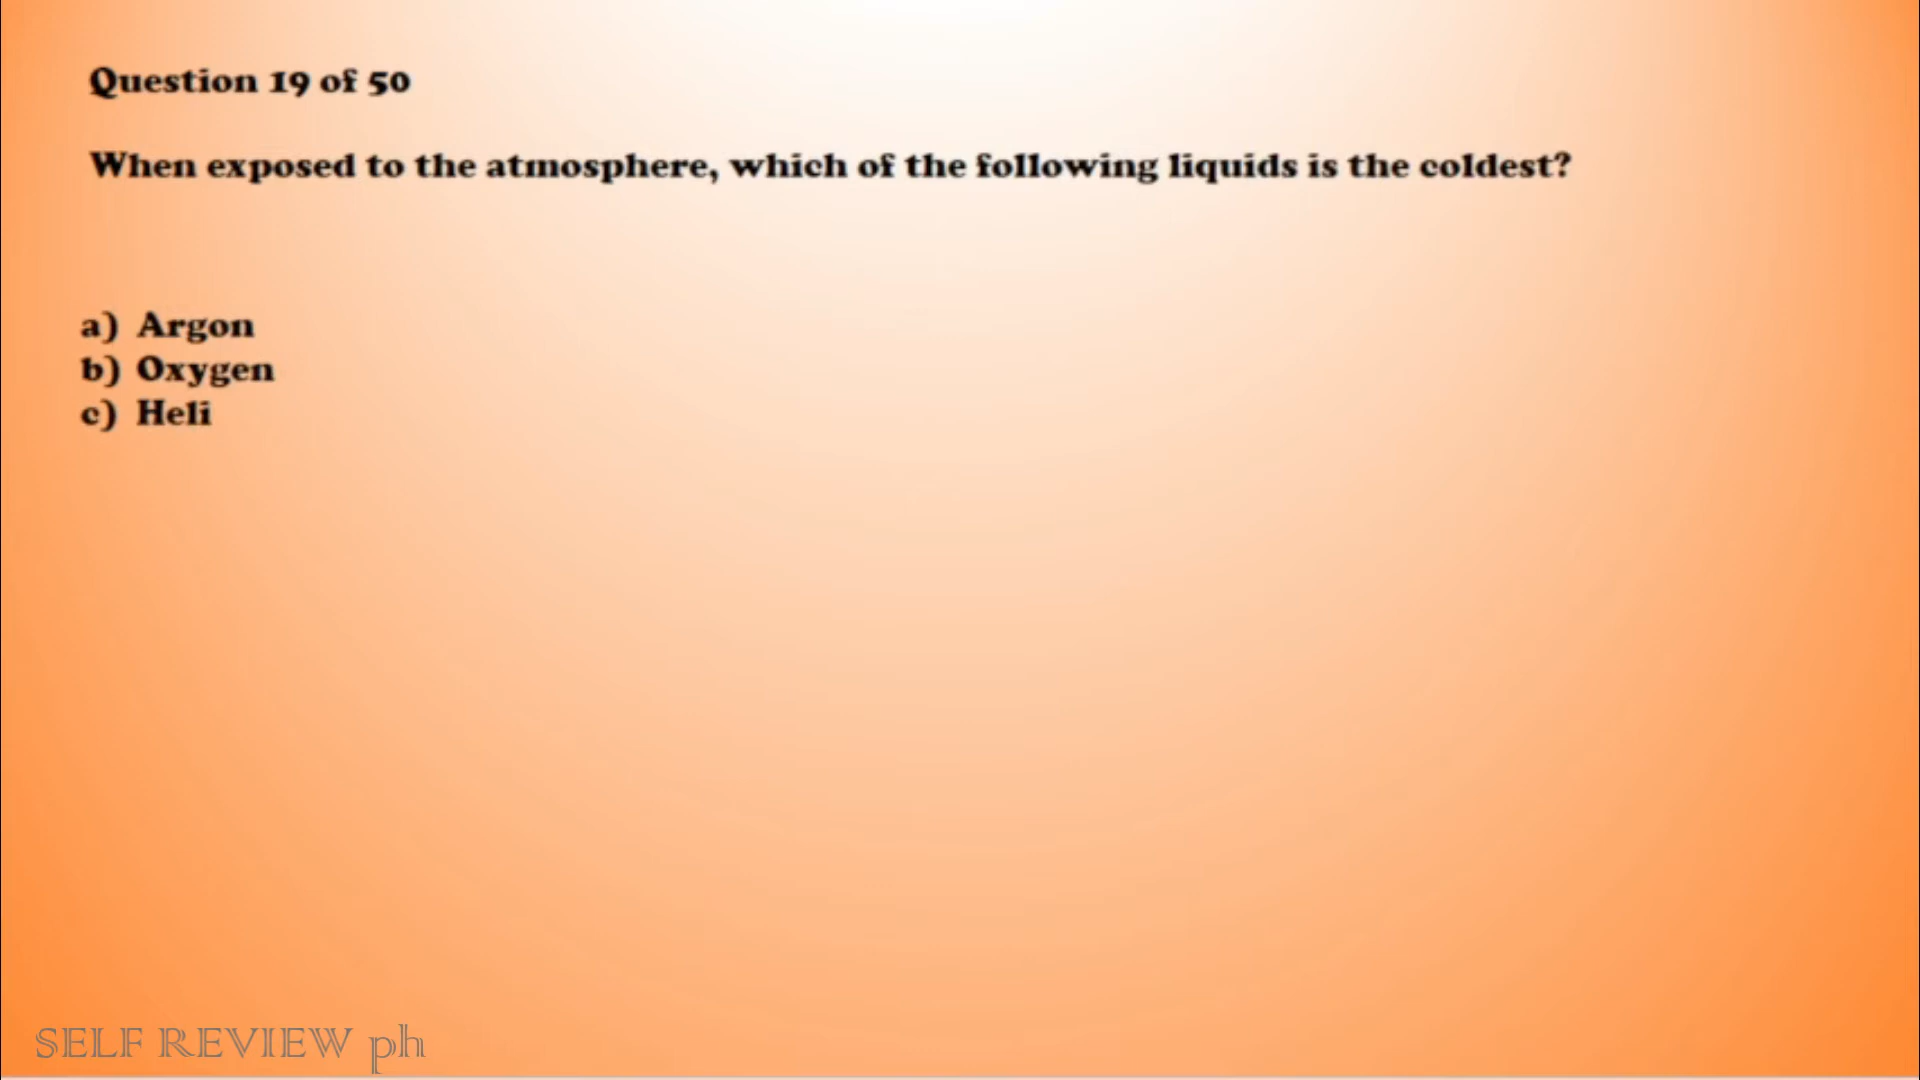 Question 19 of 50
When exposed to the atmosphere, which of the following liquids is the coldest?
a) Argon
b) Oxygen
c) Heli
SELF REVIEW ph